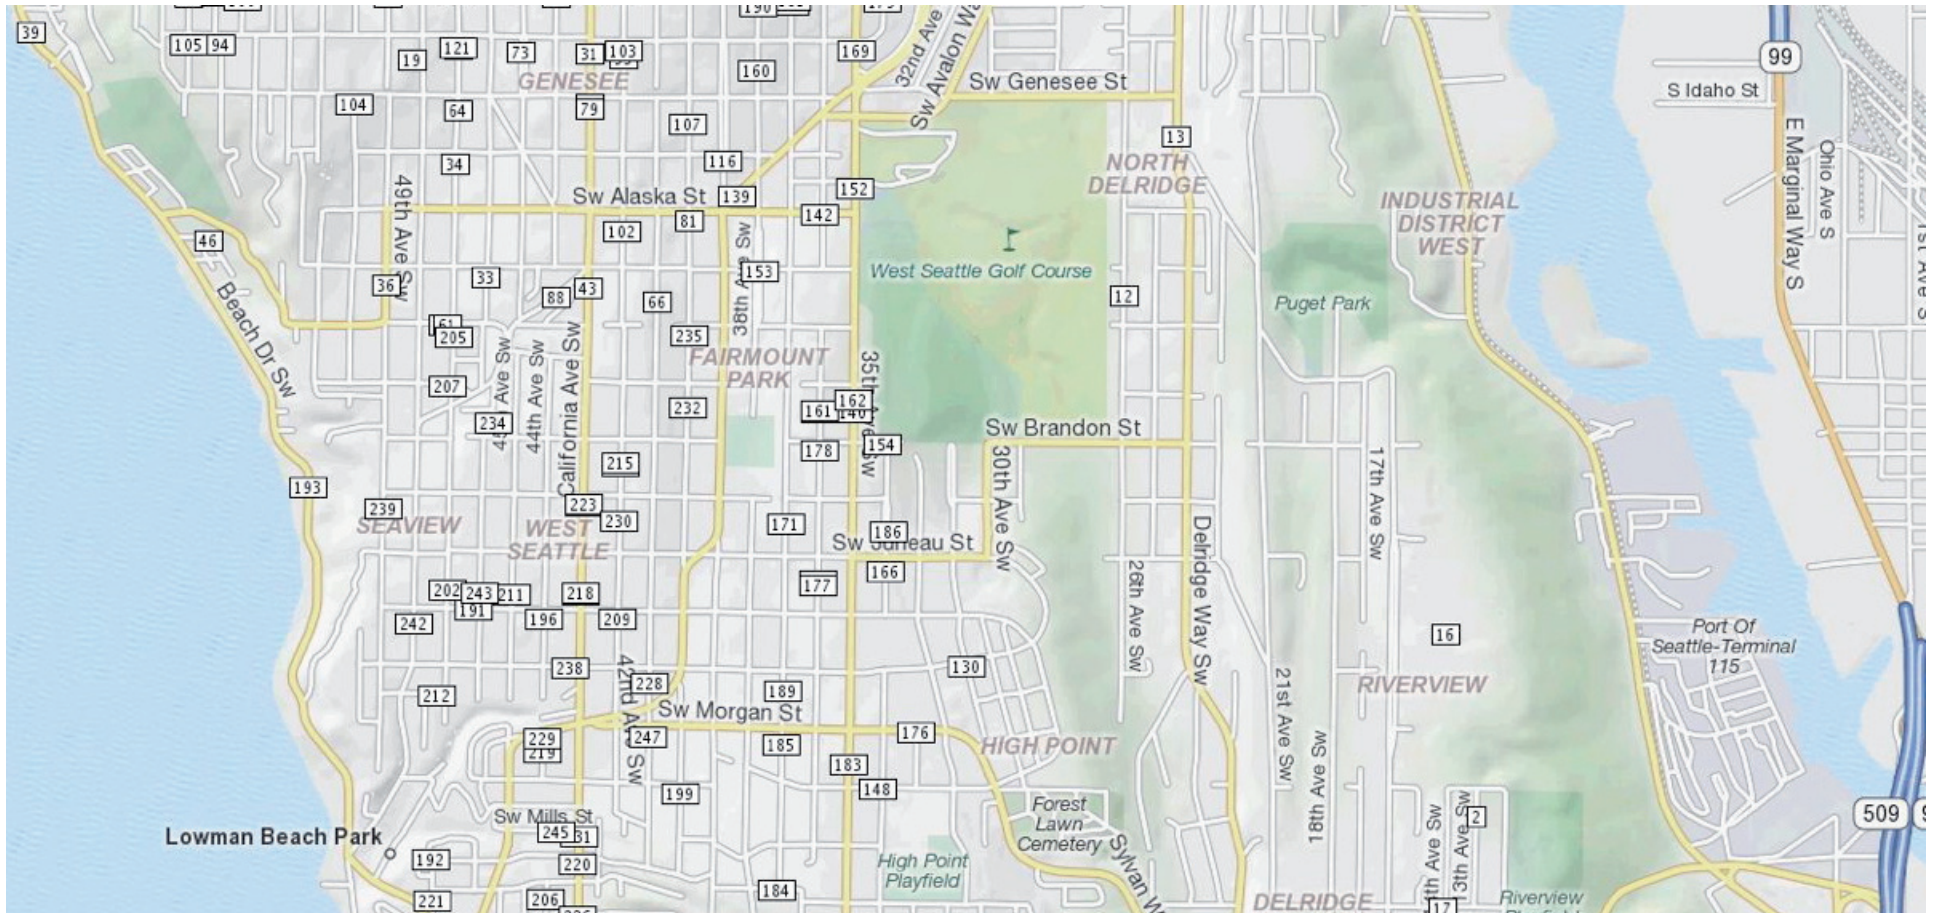 39
105
94
19
121
73
31
103
160
169
32nd Ave
Sw Avalon
Sw Genesee St
99
S Idaho St
GENESEE
104
64
79
107
116
13
NORTH
DELRIDGE
E Marginal Way S
Ohio Ave S
1st Ave S
34
49th Ave Sw
Sw Alaska St
139
152
142
81
102
INDUSTRIAL
DISTRICT
WEST
46
36
33
88
43
66
153
38th Ave Sw
West Seattle Golf Course
12
Puget Park
Beach Dr Sw
61
205
235
FAIRMOUNT
PARK
207
234
Ave Sw
44th Ave Sw
California Ave Sw
232
161
162
35th
154
178
Sw Brandon St
30th Ave Sw
17th Ave Sw
193
239
215
223
230
SEAVIEW
WEST
SEATTLE
171
186
Sw Juneau St
166
177
26th Ave Sw
Delridge Way Sw
202
243
211
191
218
242
196
209
16
Port Of
Seattle-Terminal
115
238
42nd Ave Sw
228
130
189
212
Sw Morgan St
RIVERVIEW
21st Ave Sw
229
219
247
185
176
HIGH POINT
183
148
18th Ave Sw
199
Sw Mills St
245
31
Forest
Lawn
Cemetery
Sylvan
2
509
Lowman Beach Park
192
220
High Point
Playfield
184
221
206
DELRIDGE
17
Riverview